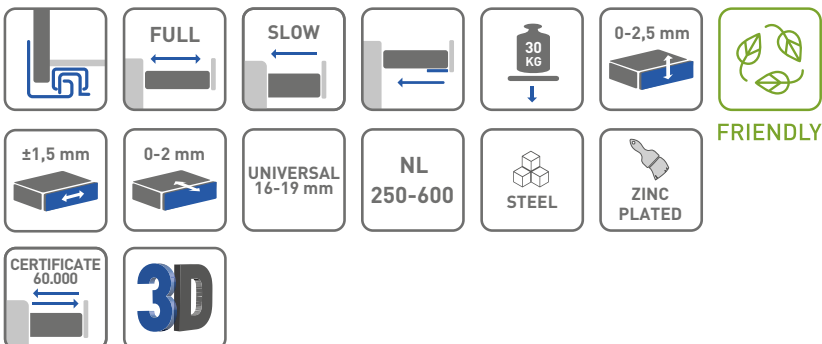 FULL
SLOW
30
KG
0-2,5 mm
FRIENDLY
±1,5 mm
0-2 mm
UNIVERSAL
16-19 mm
NL
250-600
STEEL
ZINC
PLATED
CERTIFICATE
60.000
3D